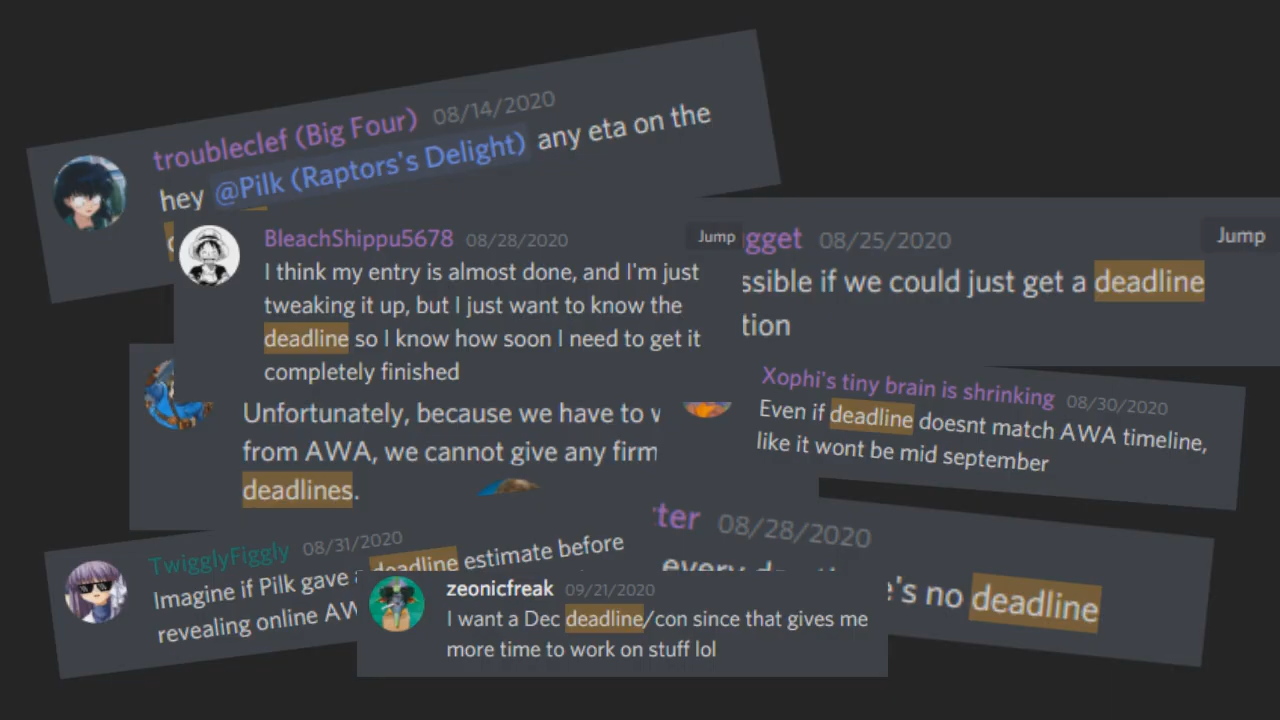 troubleclef (Big Four) 08/14/2020
hey @Pilk (Raptors's Delight) any eta on the
BleachShippu5678 08/28/2020
Jump
I think my entry is almost done, and I'm just
tweaking it up, but I just want to know the
deadline so I know how soon I need to get it
completely finished
gget 08/25/2020
Jump
ssible if we could just get a deadline
tion
Unfortunately, because we have to
from AWA, we cannot give any firm
deadlines.
Xophi's tiny brain is shrinking 08/30/2020
Even if deadline doesnt match AWA timeline,
like it wont be mid september
TwigglyFiggly 08/31/2020
Imagine if Pilk gave a deadline estimate before
revealing online AW
ter 08/28/2020
every
e's no deadline
zeonicfreak 09/21/2020
I want a Dec deadline/con since that gives me
more time to work on stuff lol